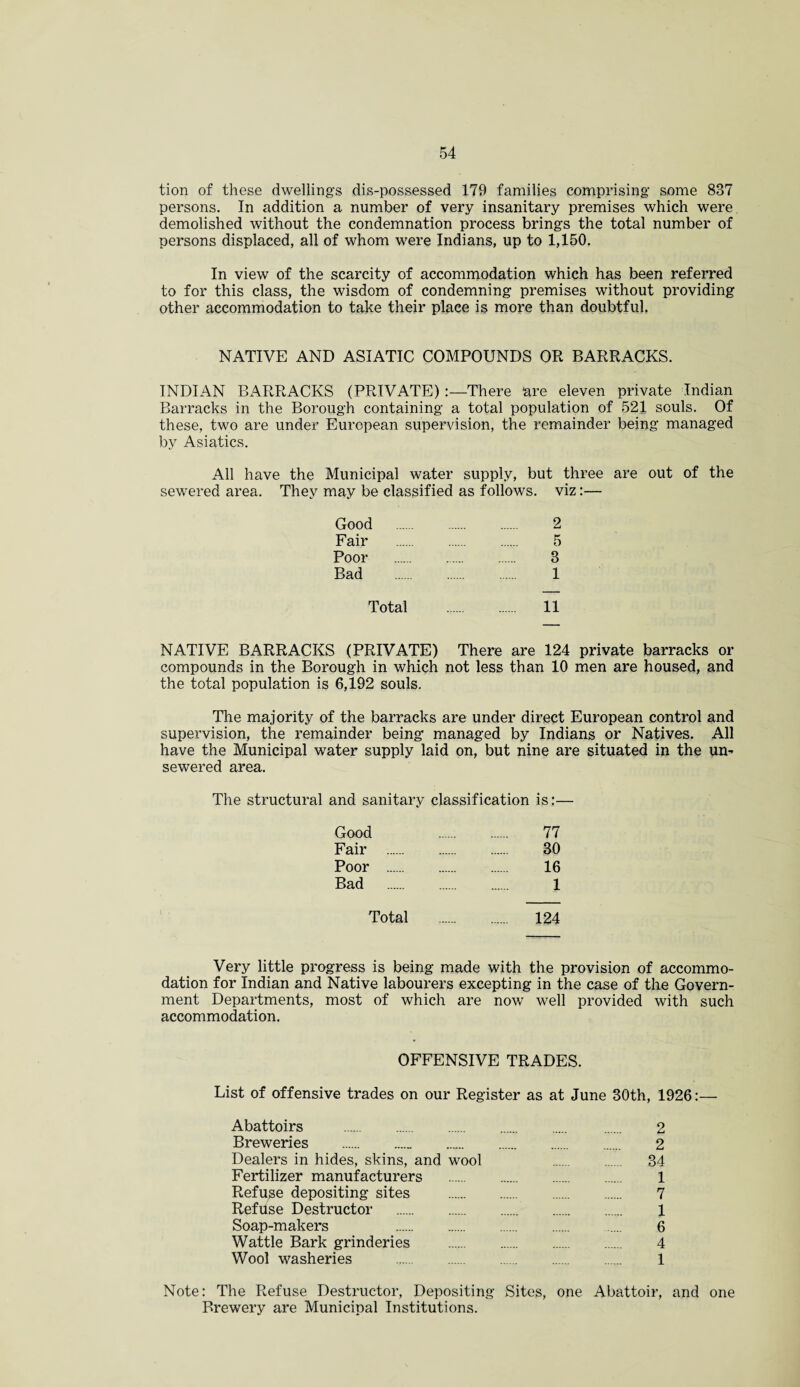 54
tion of these dwellings dis-possessed 179 families comprising some 837
persons. In addition a number of very insanitary premises which were
demolished without the condemnation process brings the total number of
persons displaced, all of whom were Indians, up to 1,150.
In view of the scarcity of accommodation which has been referred
to for this class, the wisdom of condemning premises without providing
other accommodation to take their place is more than doubtful.
NATIVE AND ASIATIC COMPOUNDS OR BARRACKS.
INDIAN BARRACKS (PRIVATE) :—There are eleven private Indian
Barracks in the Borough containing a total population of 521 souls. Of
these, two are under European supervision, the remainder being managed
by Asiatics.
All have the Municipal water supply, but three are out of the
sewered area. They may be classified as follows. viz:—
Good ...... ...... ...... 2
Fair ...... ...... ...... 5
Poor ...... ...... ...... 3
Bad ...... ...... ...... 1
Total ...... ...... 11
NATIVE BARRACKS (PRIVATE) There are 124 private barracks or
compounds in the Borough in which not less than 10 men are housed, and
the total population is 6,192 souls.
The majority of the barracks are under direct European control and
supervision, the remainder being managed by Indians or Natives. All
have the Municipal water supply laid on, but nine are situated in the un-
sewered area.
The structural and sanitary classification is:—
Good ...... ...... 77
Fair ...... ...... ...... 30
Poor ...... ...... ...... 16
Bad ...... ...... ...... 1
Total ...... ...... 124
Very little progress is being made with the provision of accommo-
dation for Indian and Native labourers excepting in the case of the Govern-
ment Departments, most of which are now well provided with such
accommodation.
OFFENSIVE TRADES.
List of offensive trades on our Register as at June 30th, 1926:—
Abattoirs ...... ...... ...... ...... ...... ...... 2
Breweries ...... ...... ...... ...... ...... ...... 2
Dealers in hides, skins, and wool ...... ...... 34
Fertilizer manufacturers ...... ...... ...... ...... 1
Refuse depositing sites ...... ...... ...... ...... 7
Refuse Destructor ...... ...... ...... ...... ...... 1
Soap-makers ...... ...... ...... ...... ...... 6
Wattle Bark grinderies ...... ...... ...... ...... 4
Wool washeries ...... ...... ...... ...... ...... 1
Note: The Refuse Destructor, Depositing Sites, one Abattoir, and one
Brewery are Municipal Institutions.